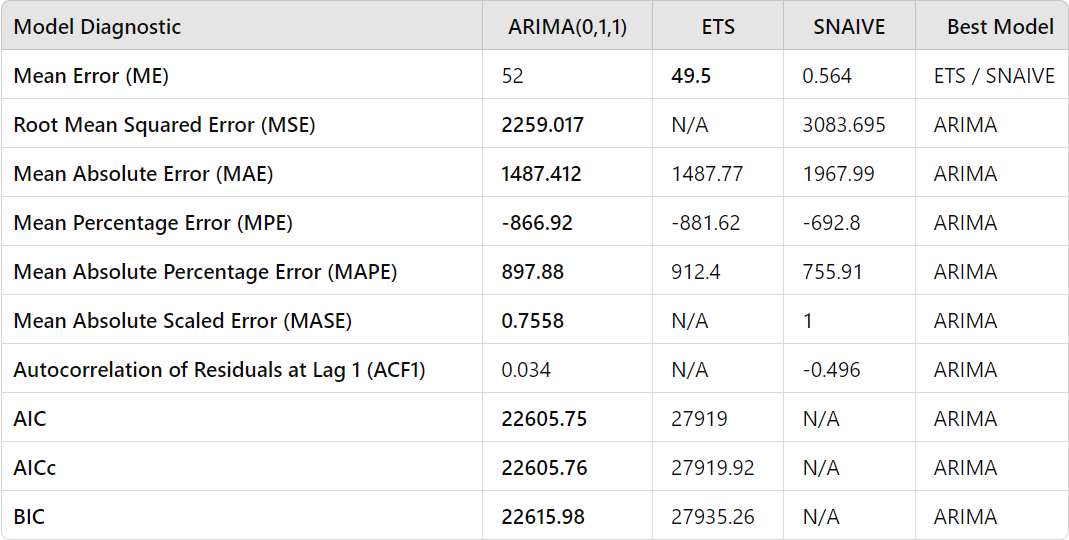 Model Diagnostic ARIMA(0,1,1) ETS SNAIVE Best Model
Mean Error (ME) 52 49.5 0.564 ETS / SNAIVE
Root Mean Squared Error (MSE) 2259.017 N/A 3083.695 ARIMA
Mean Absolute Error (MAE) 1487.412 1487.77 1967.99 ARIMA
Mean Percentage Error (MPE) -866.92 -881.62 -692.8 ARIMA
Mean Absolute Percentage Error (MAPE) 897.88 912.4 755.91 ARIMA
Mean Absolute Scaled Error (MASE) 0.7558 N/A 1 ARIMA
Autocorrelation of Residuals at Lag 1 (ACF1) 0.034 N/A -0.496 ARIMA
AIC 22605.75 27919 N/A ARIMA
AICc 22605.76 27919.92 N/A ARIMA
BIC 22615.98 27935.26 N/A ARIMA